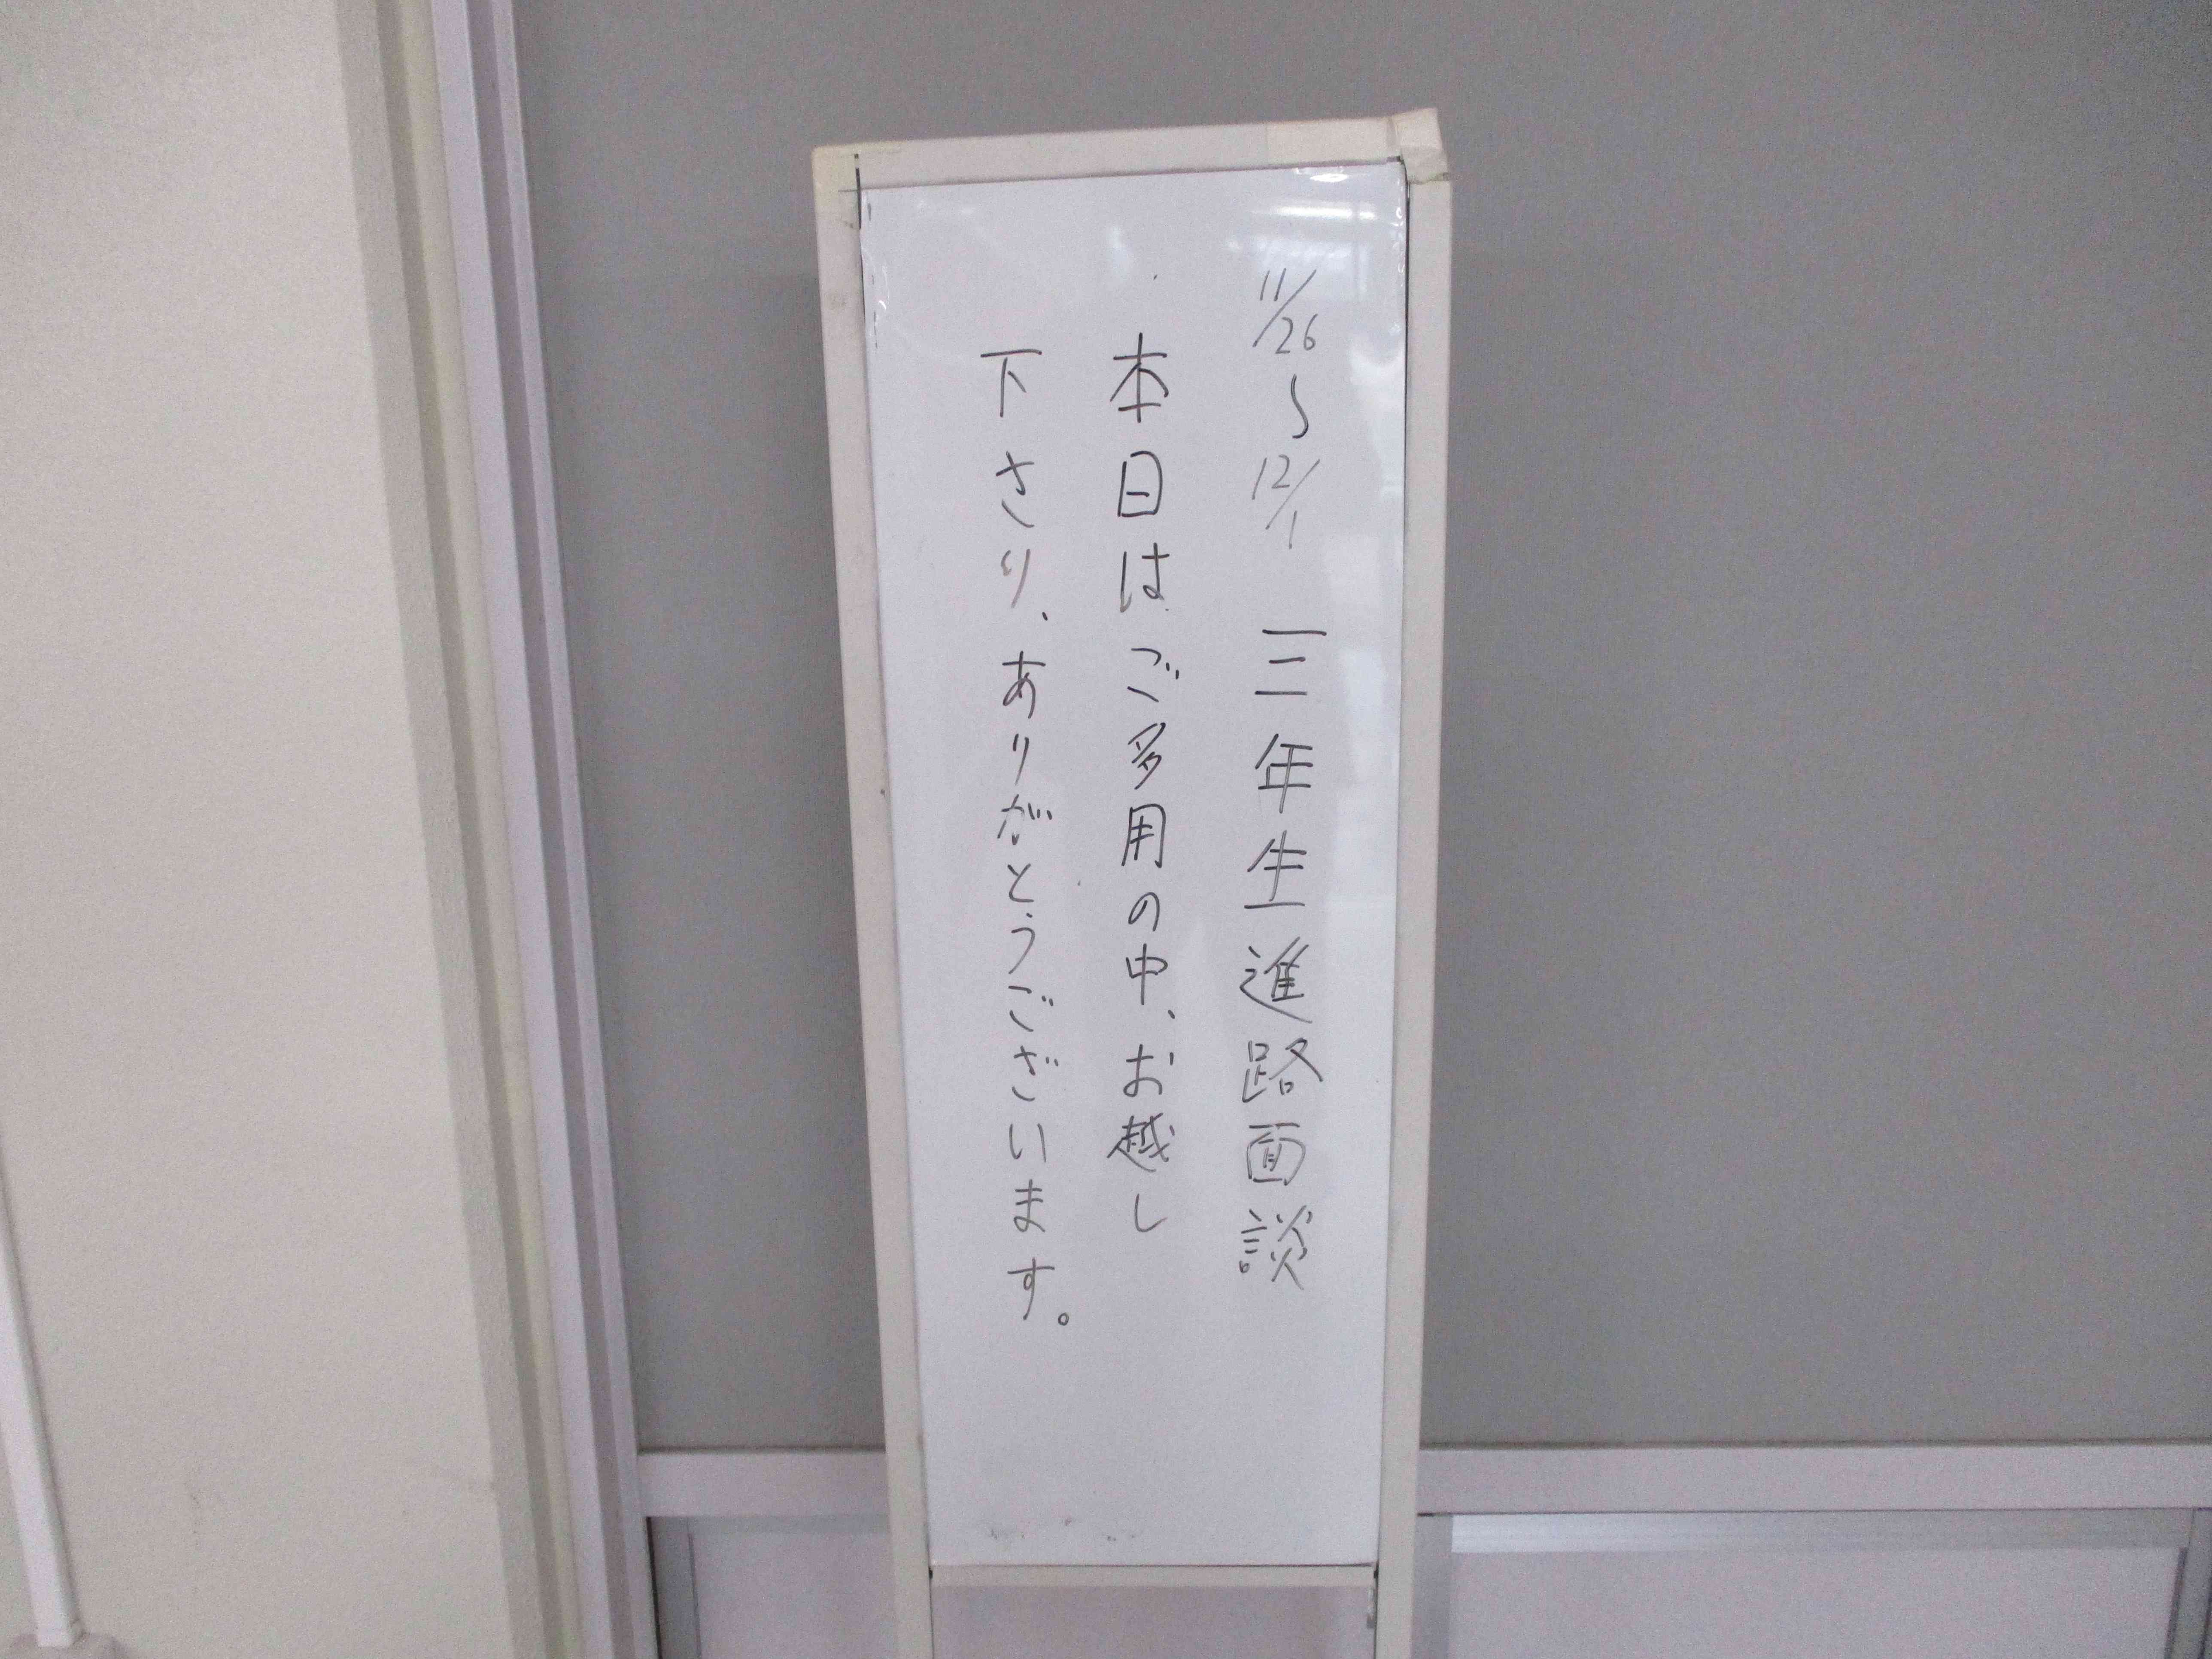 11/26〜12/1 三年生進路面談
本日はご多用の中、お越し
下さり、ありがとうございます。